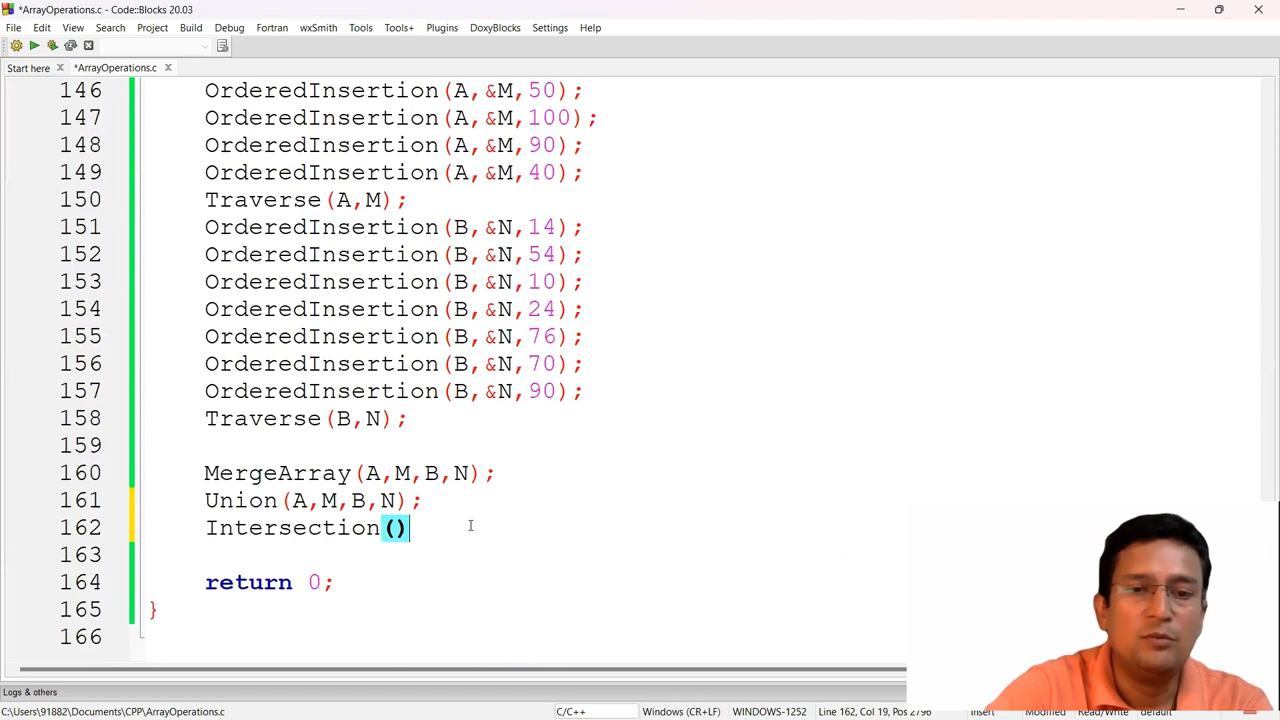 *ArrayOperations.c - Code::Blocks 20.03
File Edit View Search Project Build Debug Fortran wxSmith Tools Tools+ Plugins DoxyBlocks Settings Help
Start here *ArrayOperations.c
146 OrderedInsertion(A,&M,50);
147 OrderedInsertion(A,&M,100);
148 OrderedInsertion(A,&M,90);
149 OrderedInsertion(A,&M,40);
150 Traverse(A,M);
151 OrderedInsertion(B,&N,14);
152 OrderedInsertion(B,&N,54);
153 OrderedInsertion(B,&N,10);
154 OrderedInsertion(B,&N,24);
155 OrderedInsertion(B,&N,76);
156 OrderedInsertion(B,&N,70);
157 OrderedInsertion(B,&N,90);
158 Traverse(B,N);
159
160 MergeArray(A,M,B,N);
161 Union(A,M,B,N);
162 Intersection()
163
164 return 0;
165 }
166
Logs & others
C:\Users\91882\Documents\CPP\ArrayOperations.c C/C++ Windows (CR+LF) WINDOWS-1252 Line 162, Col 19, Pos 2796 Insert Modified Read/Write default